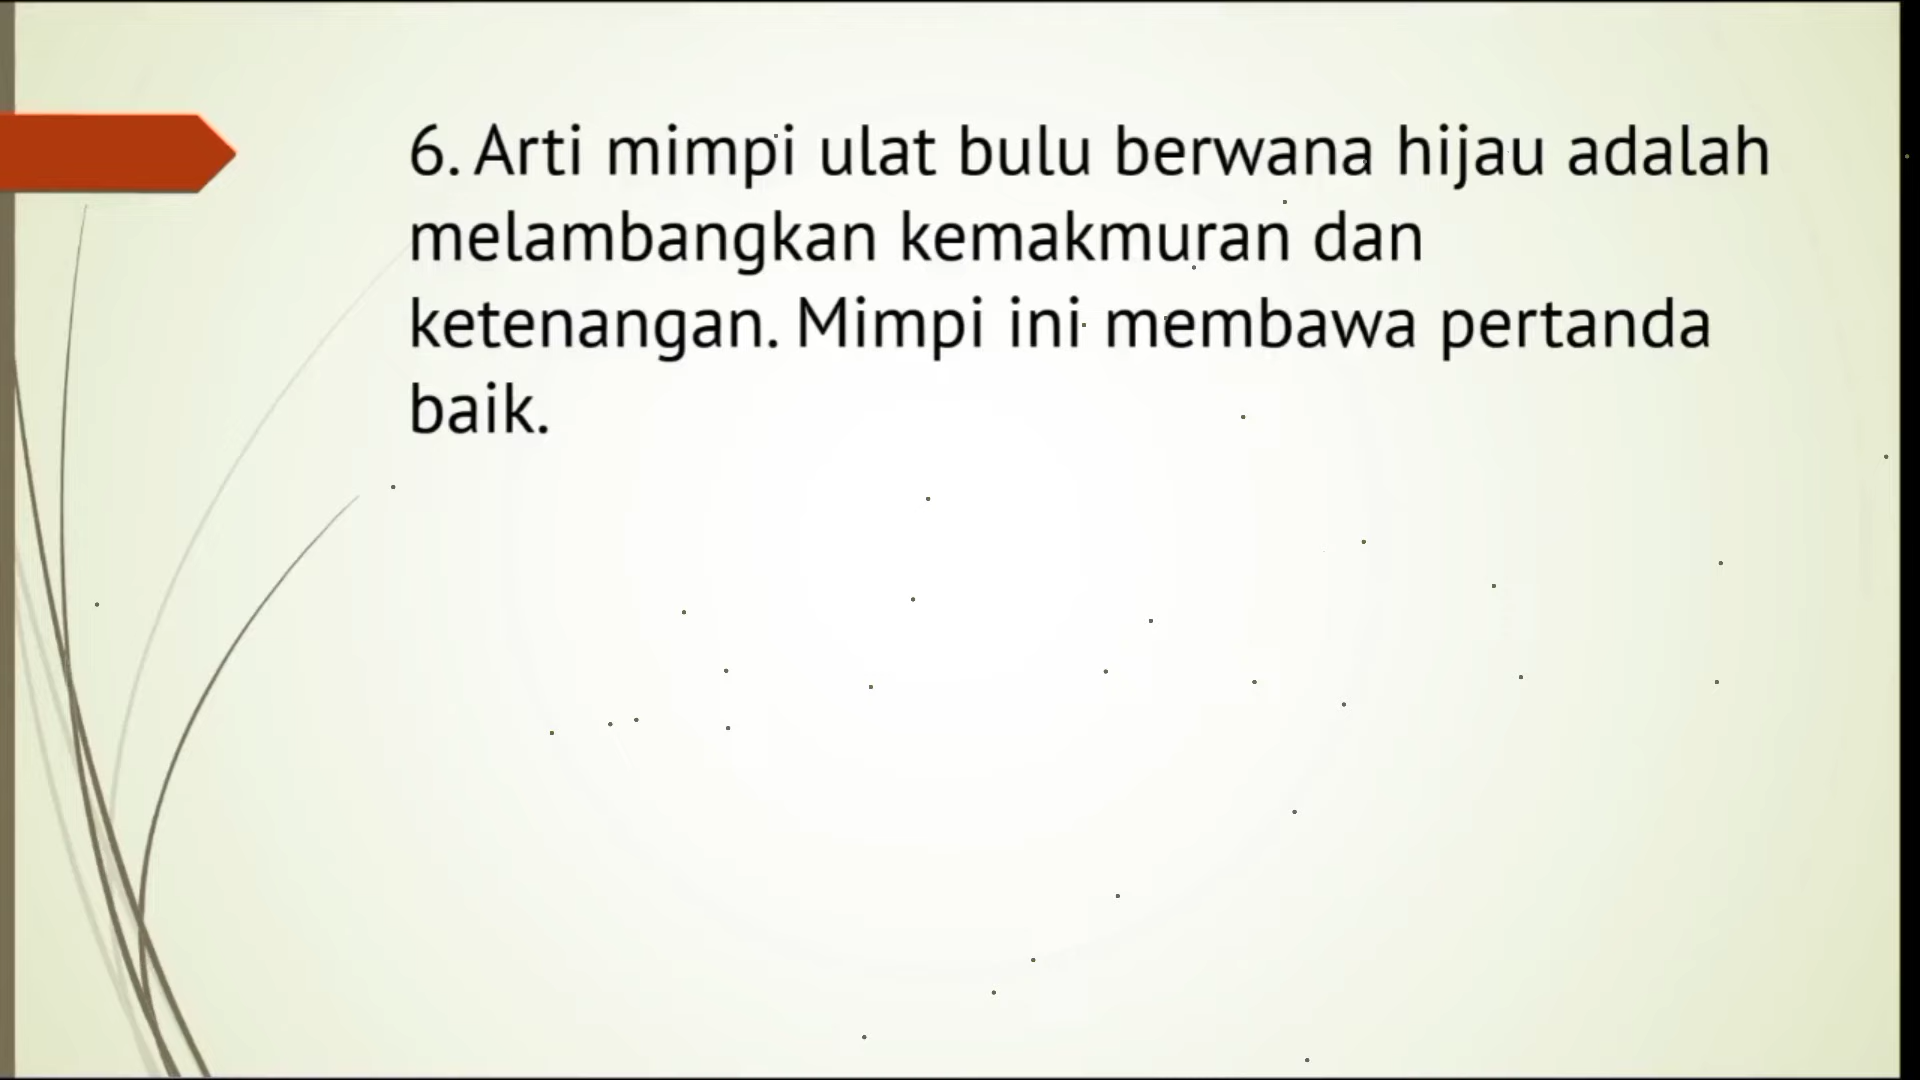 6. Arti mimpi ulat bulu berwana hijau adalah
melambangkan kemakmuran dan
ketenangan. Mimpi ini membawa pertanda
baik.